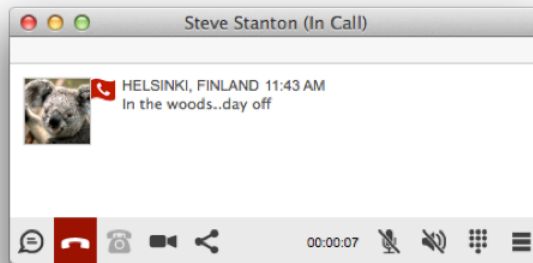 Steve Stanton (In Call)
HELSINKI, FINLAND 11:43 AM
In the woods..day off
00:00:07